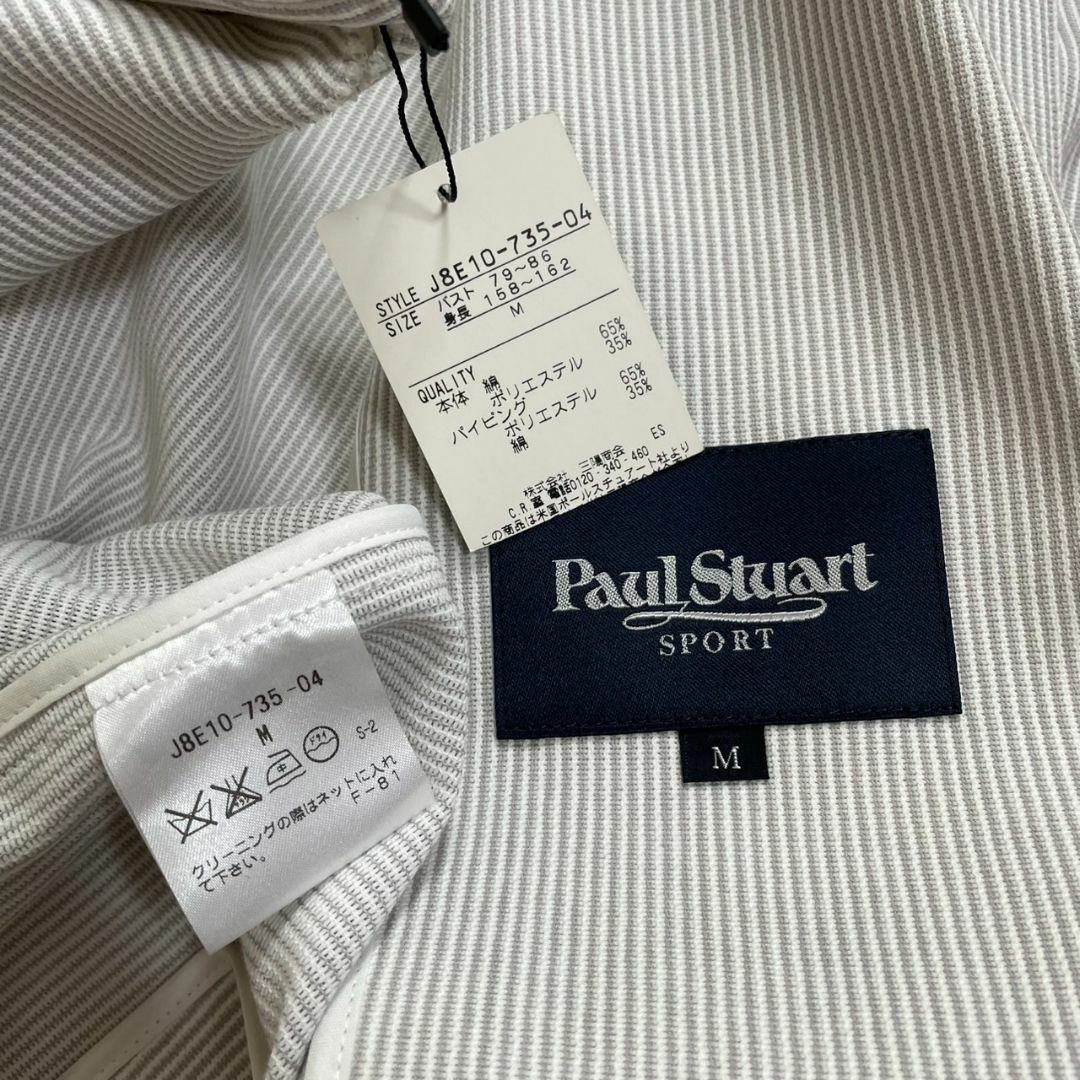 STYLE J8E10-735-04
SIZE バスト 79~86
身長 158~162
M
QUALITY
本体 綿 65%
ポリエステル 35%
パイピング
ポリエステル 65%
綿 35%
ES
株式会社 三陽商会
C.R.室 電話0120-340-460
この商品は米国ポールスチュアート社より
Paul Stuart
SPORT
M
J8E10-735-04
M
中
ドライ
S-2
クリーニングの際はネットに入れ
て下さい。
F-81